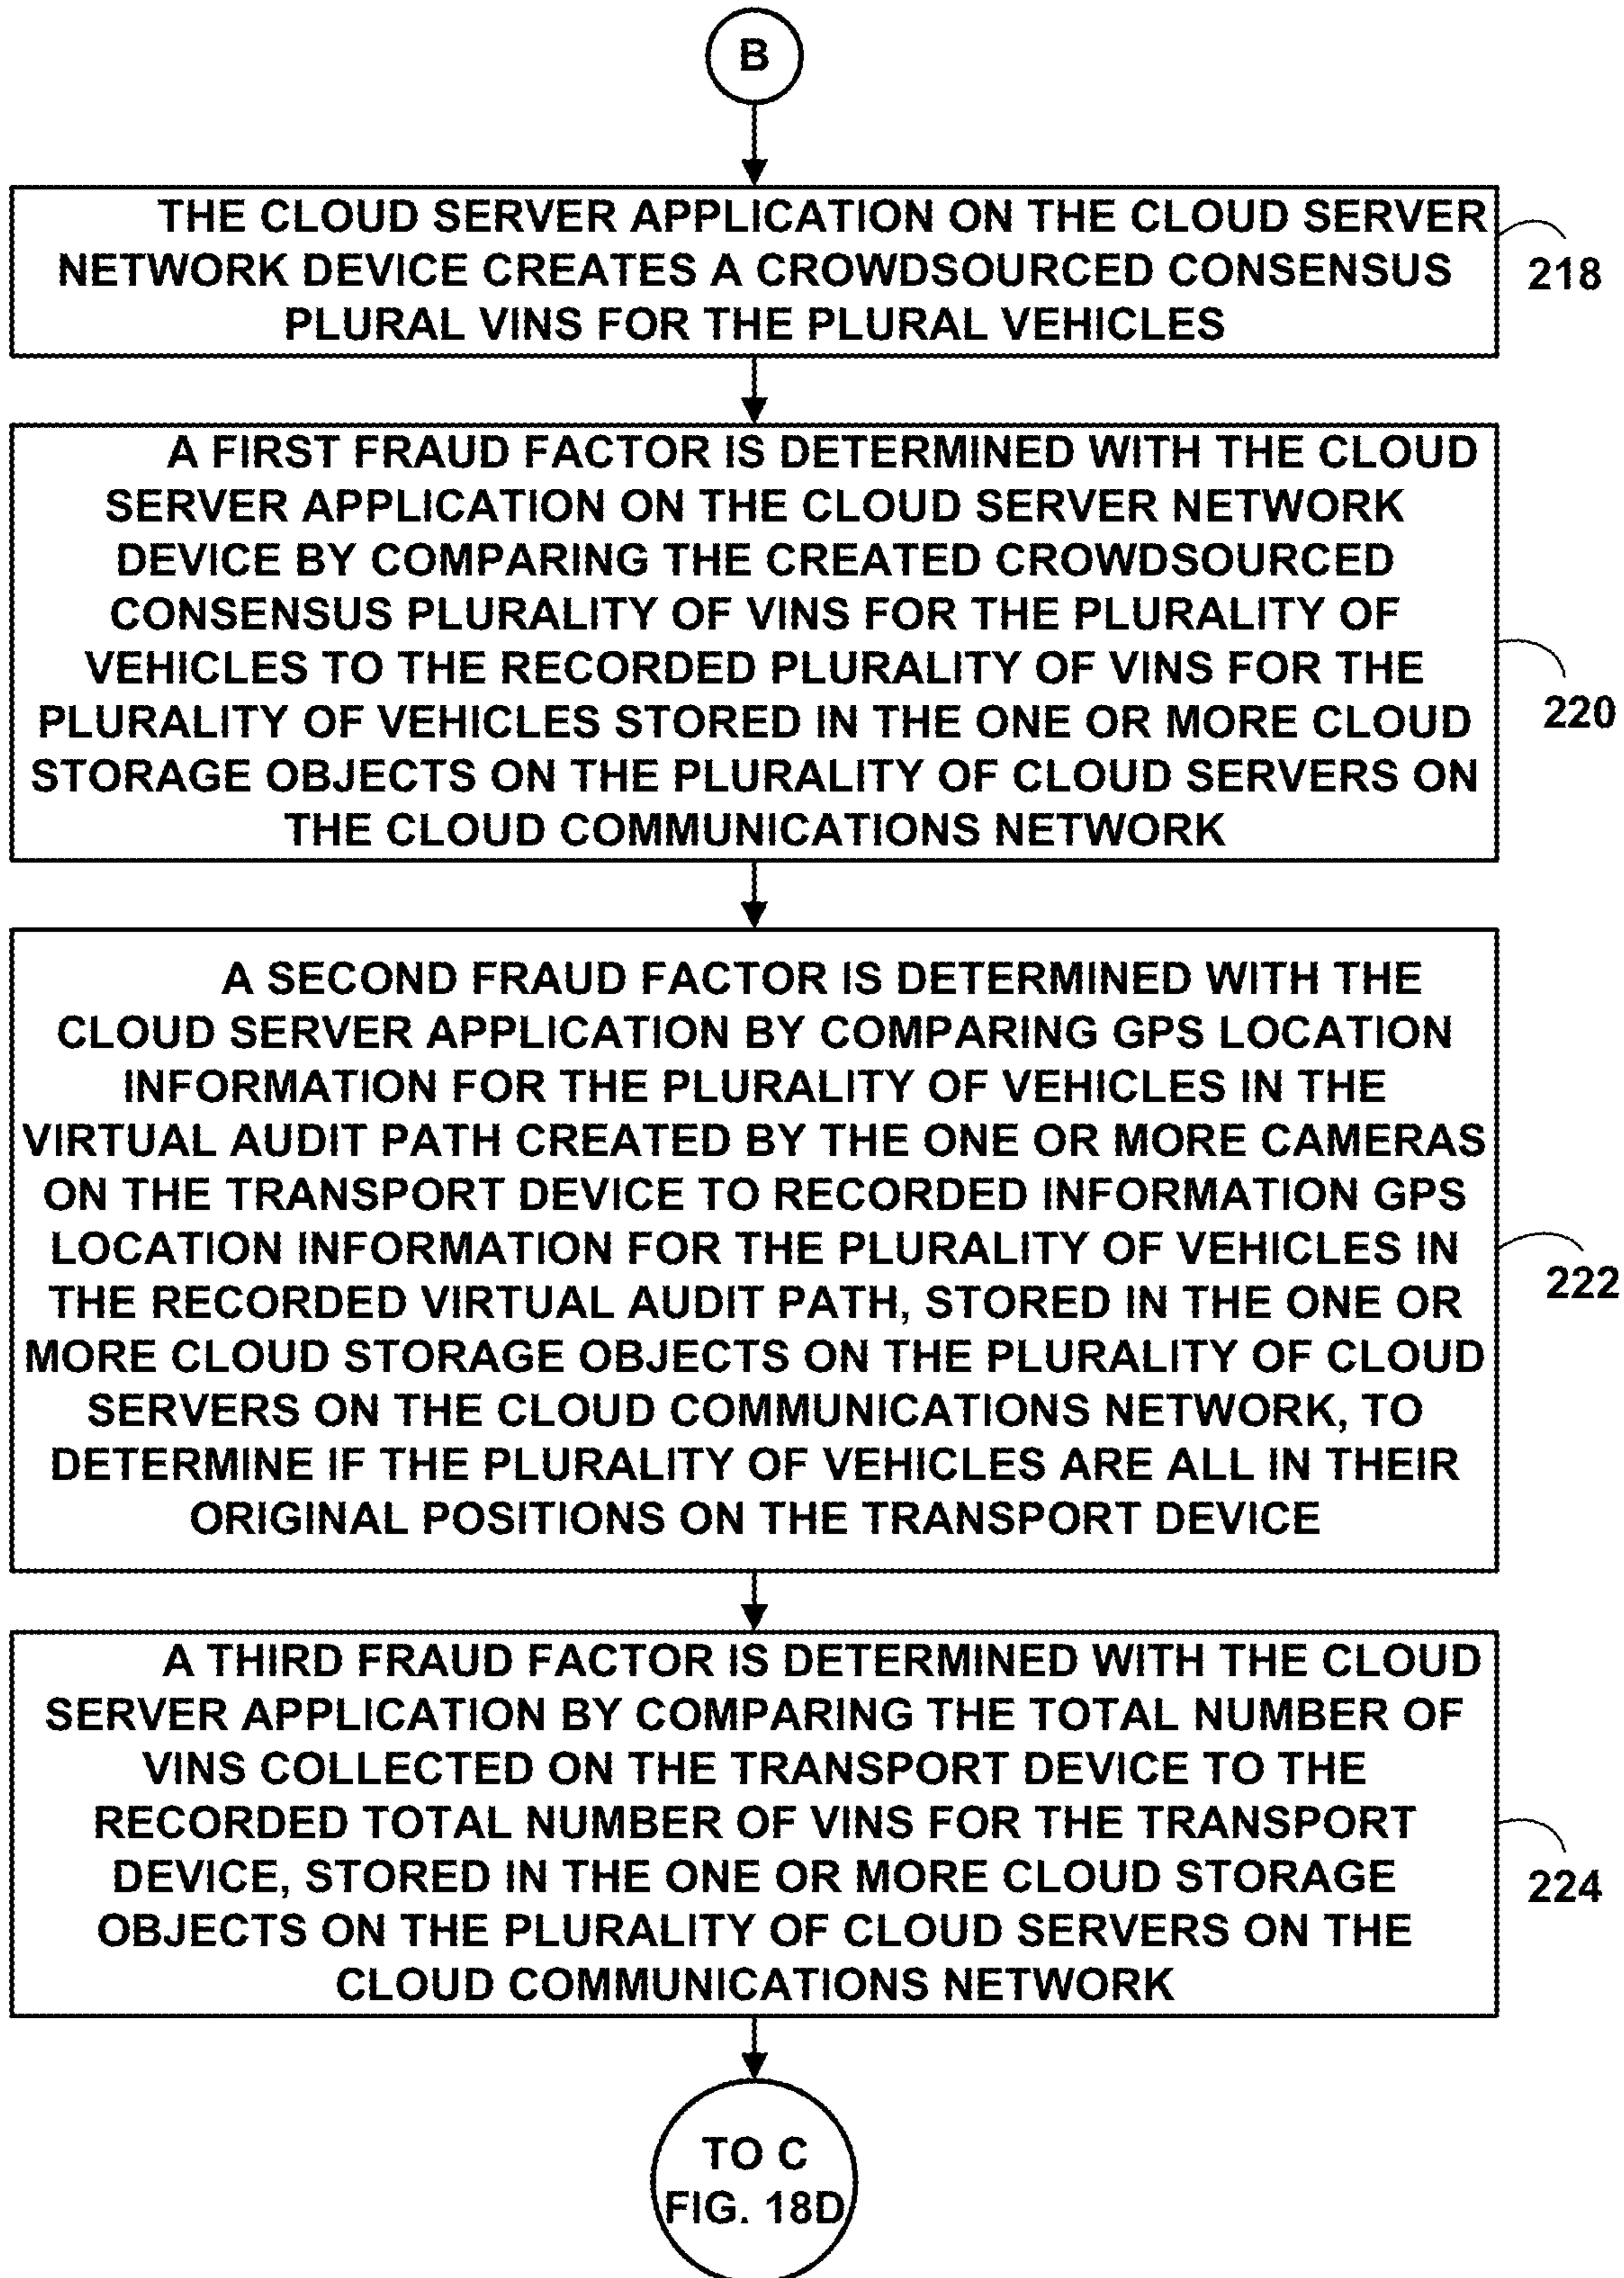 B
THE CLOUD SERVER APPLICATION ON THE CLOUD SERVER
NETWORK DEVICE CREATES A CROWDSOURCED CONSENSUS
PLURAL VINS FOR THE PLURAL VEHICLES
218
A FIRST FRAUD FACTOR IS DETERMINED WITH THE CLOUD
SERVER APPLICATION ON THE CLOUD SERVER NETWORK
DEVICE BY COMPARING THE CREATED CROWDSOURCED
CONSENSUS PLURALITY OF VINS FOR THE PLURALITY OF
VEHICLES TO THE RECORDED PLURALITY OF VINS FOR THE
PLURALITY OF VEHICLES STORED IN THE ONE OR MORE CLOUD
STORAGE OBJECTS ON THE PLURALITY OF CLOUD SERVERS ON
THE CLOUD COMMUNICATIONS NETWORK
220
A SECOND FRAUD FACTOR IS DETERMINED WITH THE
CLOUD SERVER APPLICATION BY COMPARING GPS LOCATION
INFORMATION FOR THE PLURALITY OF VEHICLES IN THE
VIRTUAL AUDIT PATH CREATED BY THE ONE OR MORE CAMERAS
ON THE TRANSPORT DEVICE TO RECORDED INFORMATION GPS
LOCATION INFORMATION FOR THE PLURALITY OF VEHICLES IN
THE RECORDED VIRTUAL AUDIT PATH, STORED IN THE ONE OR
MORE CLOUD STORAGE OBJECTS ON THE PLURALITY OF CLOUD
SERVERS ON THE CLOUD COMMUNICATIONS NETWORK, TO
DETERMINE IF THE PLURALITY OF VEHICLES ARE ALL IN THEIR
ORIGINAL POSITIONS ON THE TRANSPORT DEVICE
222
A THIRD FRAUD FACTOR IS DETERMINED WITH THE CLOUD
SERVER APPLICATION BY COMPARING THE TOTAL NUMBER OF
VINS COLLECTED ON THE TRANSPORT DEVICE TO THE
RECORDED TOTAL NUMBER OF VINS FOR THE TRANSPORT
DEVICE, STORED IN THE ONE OR MORE CLOUD STORAGE
OBJECTS ON THE PLURALITY OF CLOUD SERVERS ON THE
CLOUD COMMUNICATIONS NETWORK
224
TO C
FIG. 18D